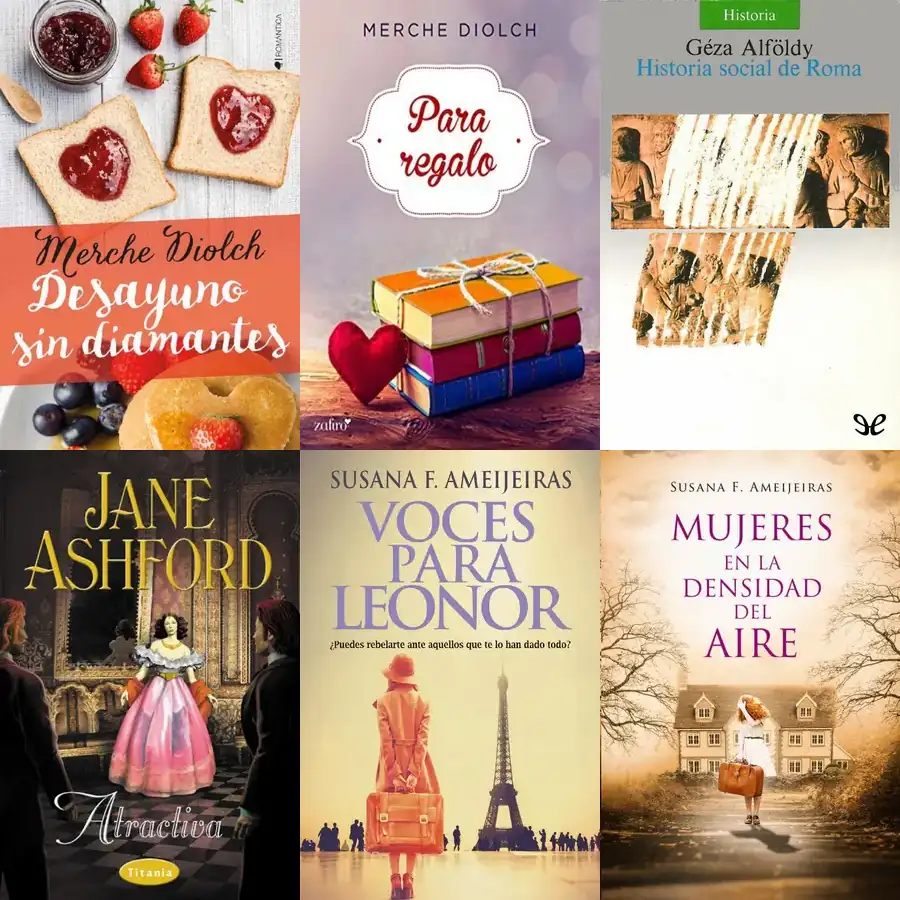 ROMÁNTICA
Merche Diolch
Desayuno
sin diamantes
MERCHE DIOLCH
Para
regalo
zafiro
Historia
Géza Alföldy
Historia social de Roma
JANE
ASHFORD
Atractiva
Titania
SUSANA F. AMEIJEIRAS
VOCES
PARA
LEONOR
¿Puedes rebelarte ante aquellos que te lo han dado todo?
SUSANA F. AMEIJEIRAS
MUJERES
EN LA
DENSIDAD
DEL
AIRE